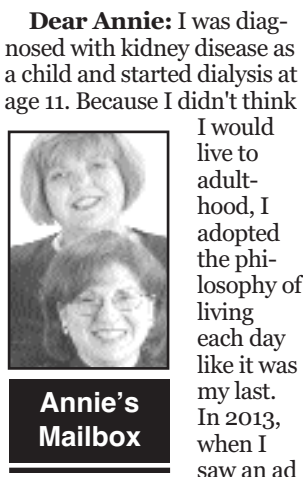 Dear Annie: I was diag-
nosed with kidney disease as
a child and started dialysis at
age 11. Because I didn't think
I would
live to
adult-
hood, I
adopted
the phi-
losophy of
living
each day
like it was
my last.
In 2013,
when I
saw an ad
Annie's
Mailbox